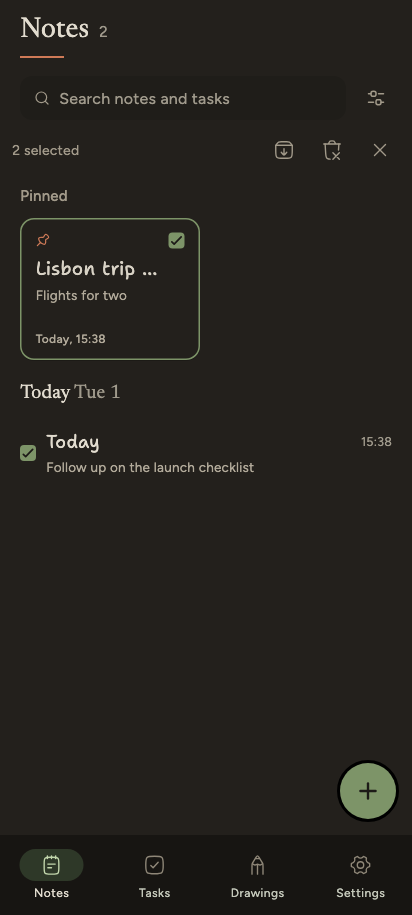 Notes 2
Search notes and tasks
2 selected
Pinned
Lisbon trip ...
Flights for two
Today, 15:38
Today Tue 1
Today 15:38
Follow up on the launch checklist
Notes Tasks Drawings Settings